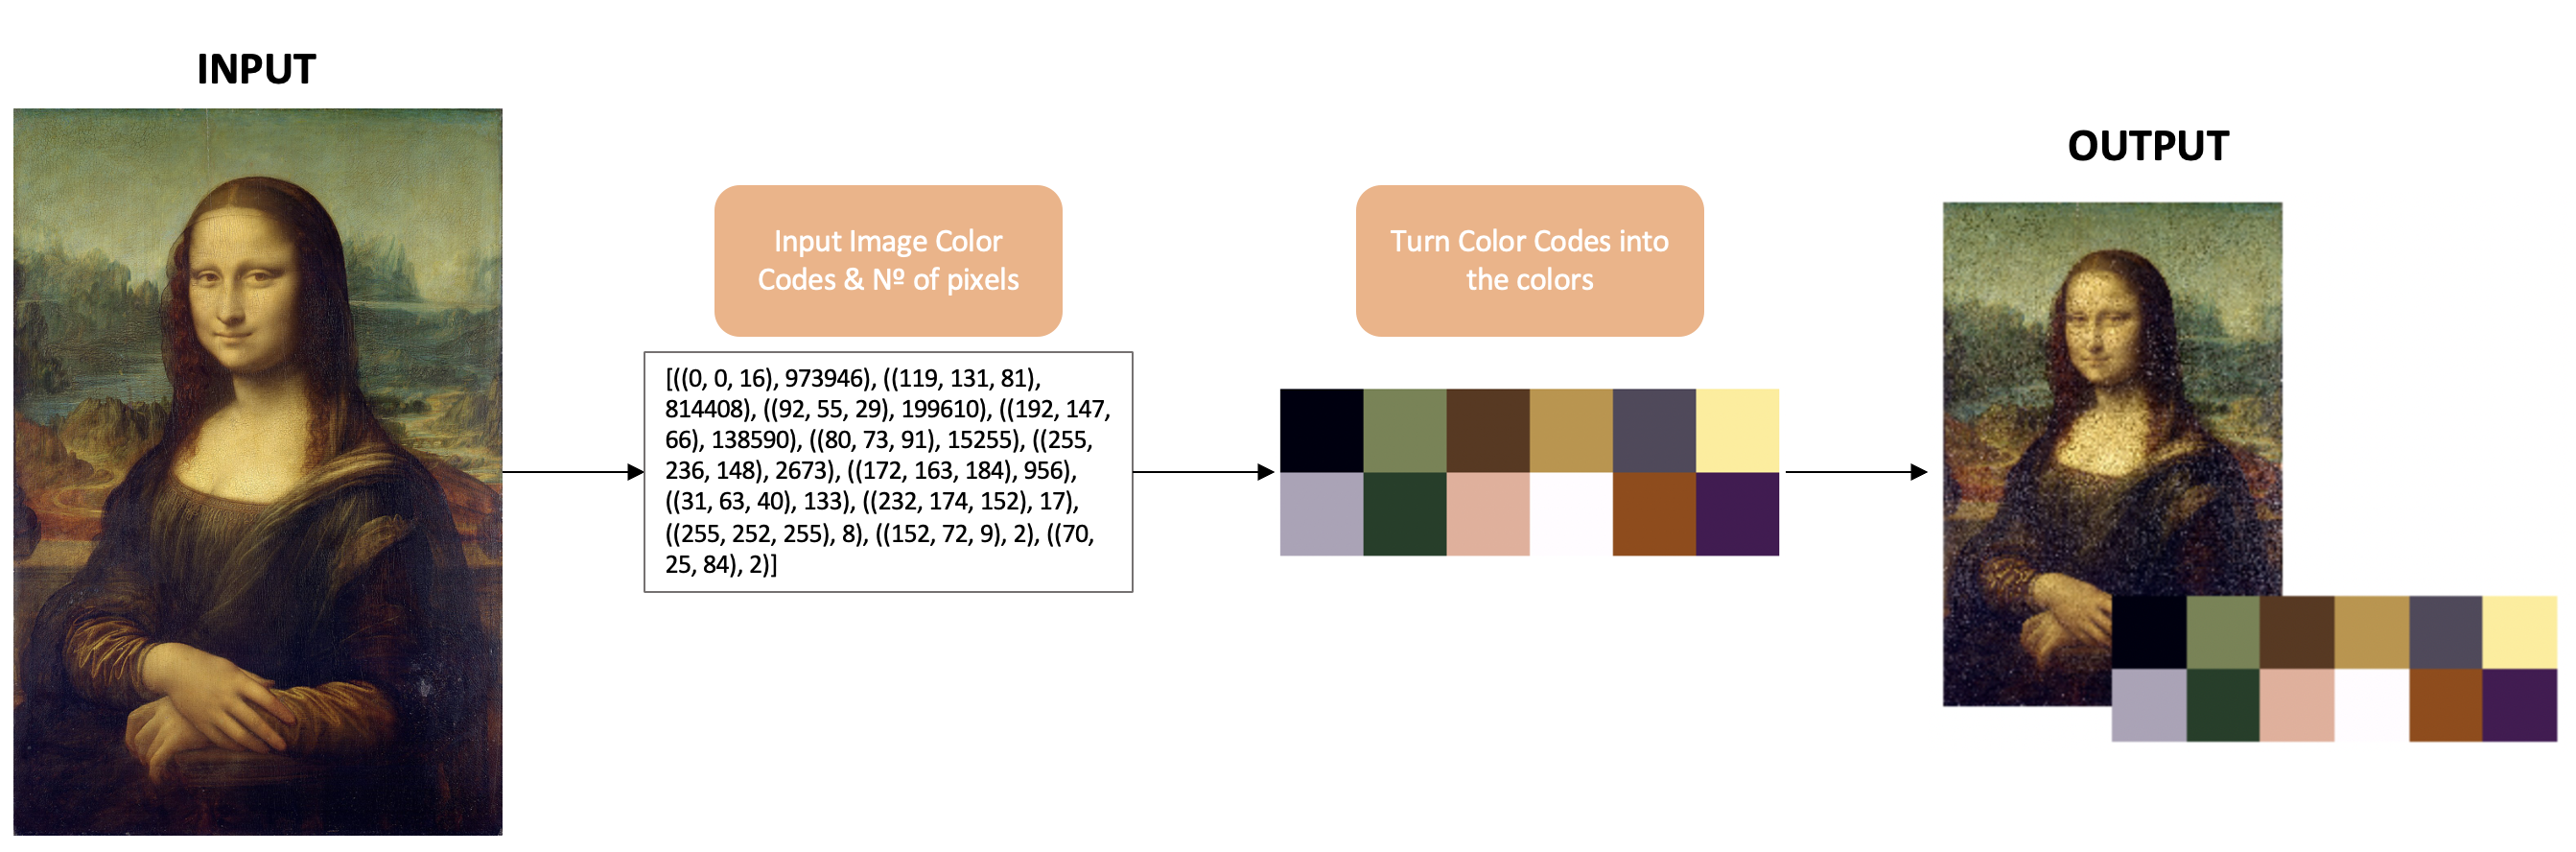 INPUT
Input Image Color
Codes & Nº of pixels
[((0, 0, 16), 973946), ((119, 131, 81),
814408), ((92, 55, 29), 199610), ((192, 147,
66), 138590), ((80, 73, 91), 15255), ((255,
236, 148), 2673), ((172, 163, 184), 956),
((31, 63, 40), 133), ((232, 174, 152), 17),
((255, 252, 255), 8), ((152, 72, 9), 2), ((70,
25, 84), 2)]
Turn Color Codes into
the colors
OUTPUT